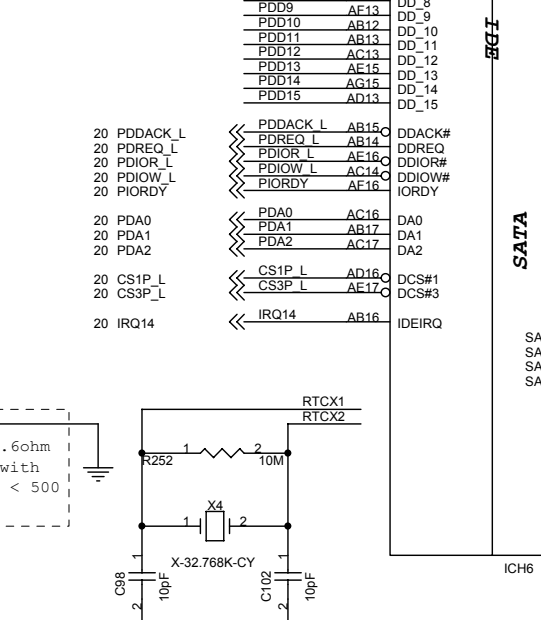 DD_8
PDD9 AF13 DD_9
PDD10 AB12 DD_10
PDD11 AB13 DD_11
PDD12 AC13 DD_12
PDD13 AE15 DD_13
PDD14 AG15 DD_14
PDD15 AD13 DD_15
IDE
20 PDDACK_L PDDACK_L AB15 DDACK#
20 PDREQ_L PDREQ_L AB14 DDREQ
20 PDIOR_L PDIOR_L AE16 DDIOR#
20 PDIOW_L PDIOW_L AC14 DDIOW#
20 PIORDY PIORDY AF16 IORDY
20 PDA0 PDA0 AC16 DA0
20 PDA1 PDA1 AB17 DA1
20 PDA2 PDA2 AC17 DA2
SATA
20 CS1P_L CS1P_L AD16 DCS#1
20 CS3P_L CS3P_L AE17 DCS#3
20 IRQ14 IRQ14 AB16 IDEIRQ
SA
SA
SA
SA
RTCX1
RTCX2
.6ohm
with
< 500
1 2
R252 10M
X4
1 2
X-32.768K-CY
1 1
C98 10pF C102 10pF
2 2
ICH6